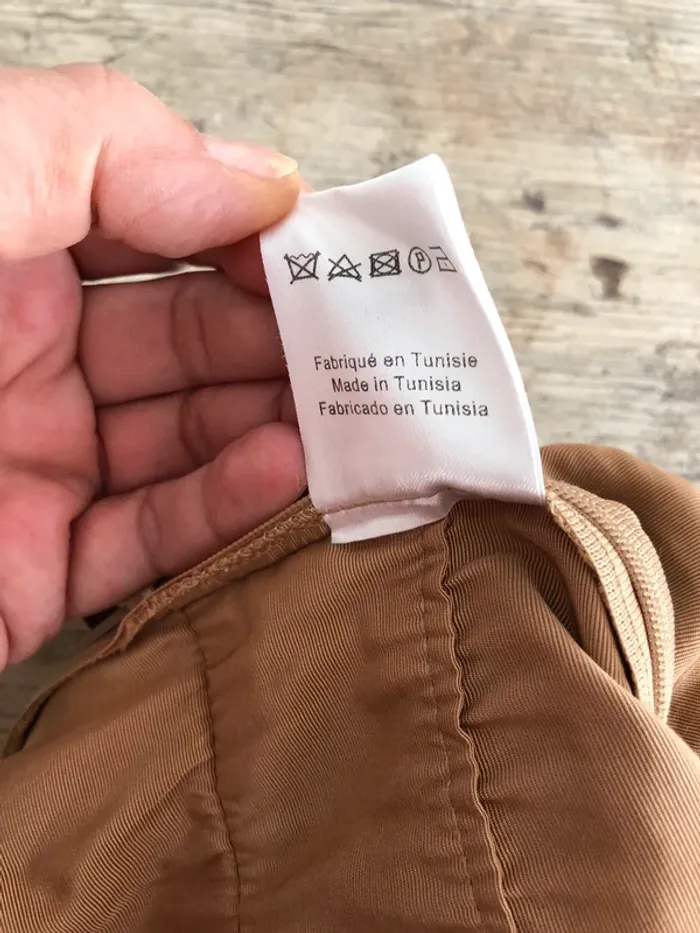 P
Fabriqué en Tunisie
Made in Tunisia
Fabricado en Tunisia